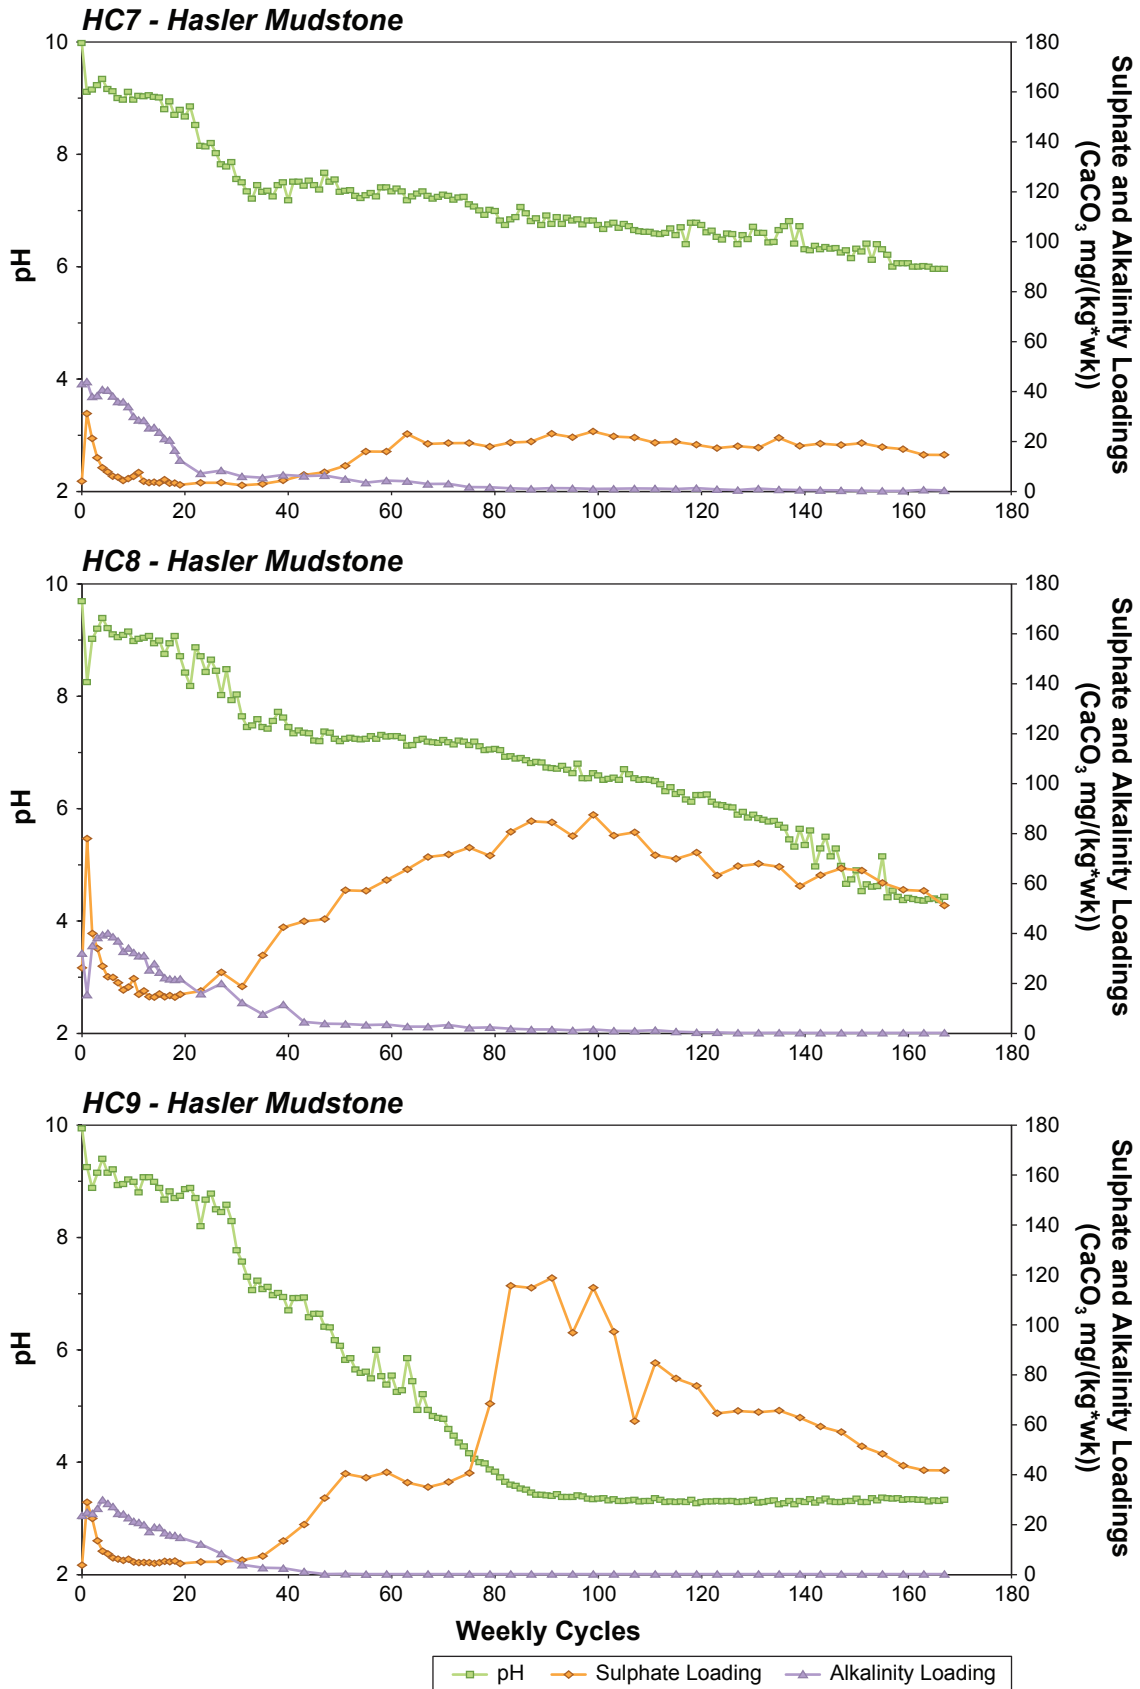 HC7 - Hasler Mudstone
10
8
6
4
2
pH
0 20 40 60 80 100 120 140 160 180
180
160
140
120
100
80
60
40
20
0
Sulphate and Alkalinity Loadings
(CaCO₃ mg/(kg*wk))
HC8 - Hasler Mudstone
10
8
6
4
2
pH
0 20 40 60 80 100 120 140 160 180
180
160
140
120
100
80
60
40
20
0
Sulphate and Alkalinity Loadings
(CaCO₃ mg/(kg*wk))
HC9 - Hasler Mudstone
10
8
6
4
2
pH
0 20 40 60 80 100 120 140 160 180
180
160
140
120
100
80
60
40
20
0
Sulphate and Alkalinity Loadings
(CaCO₃ mg/(kg*wk))
Weekly Cycles
pH Sulphate Loading Alkalinity Loading